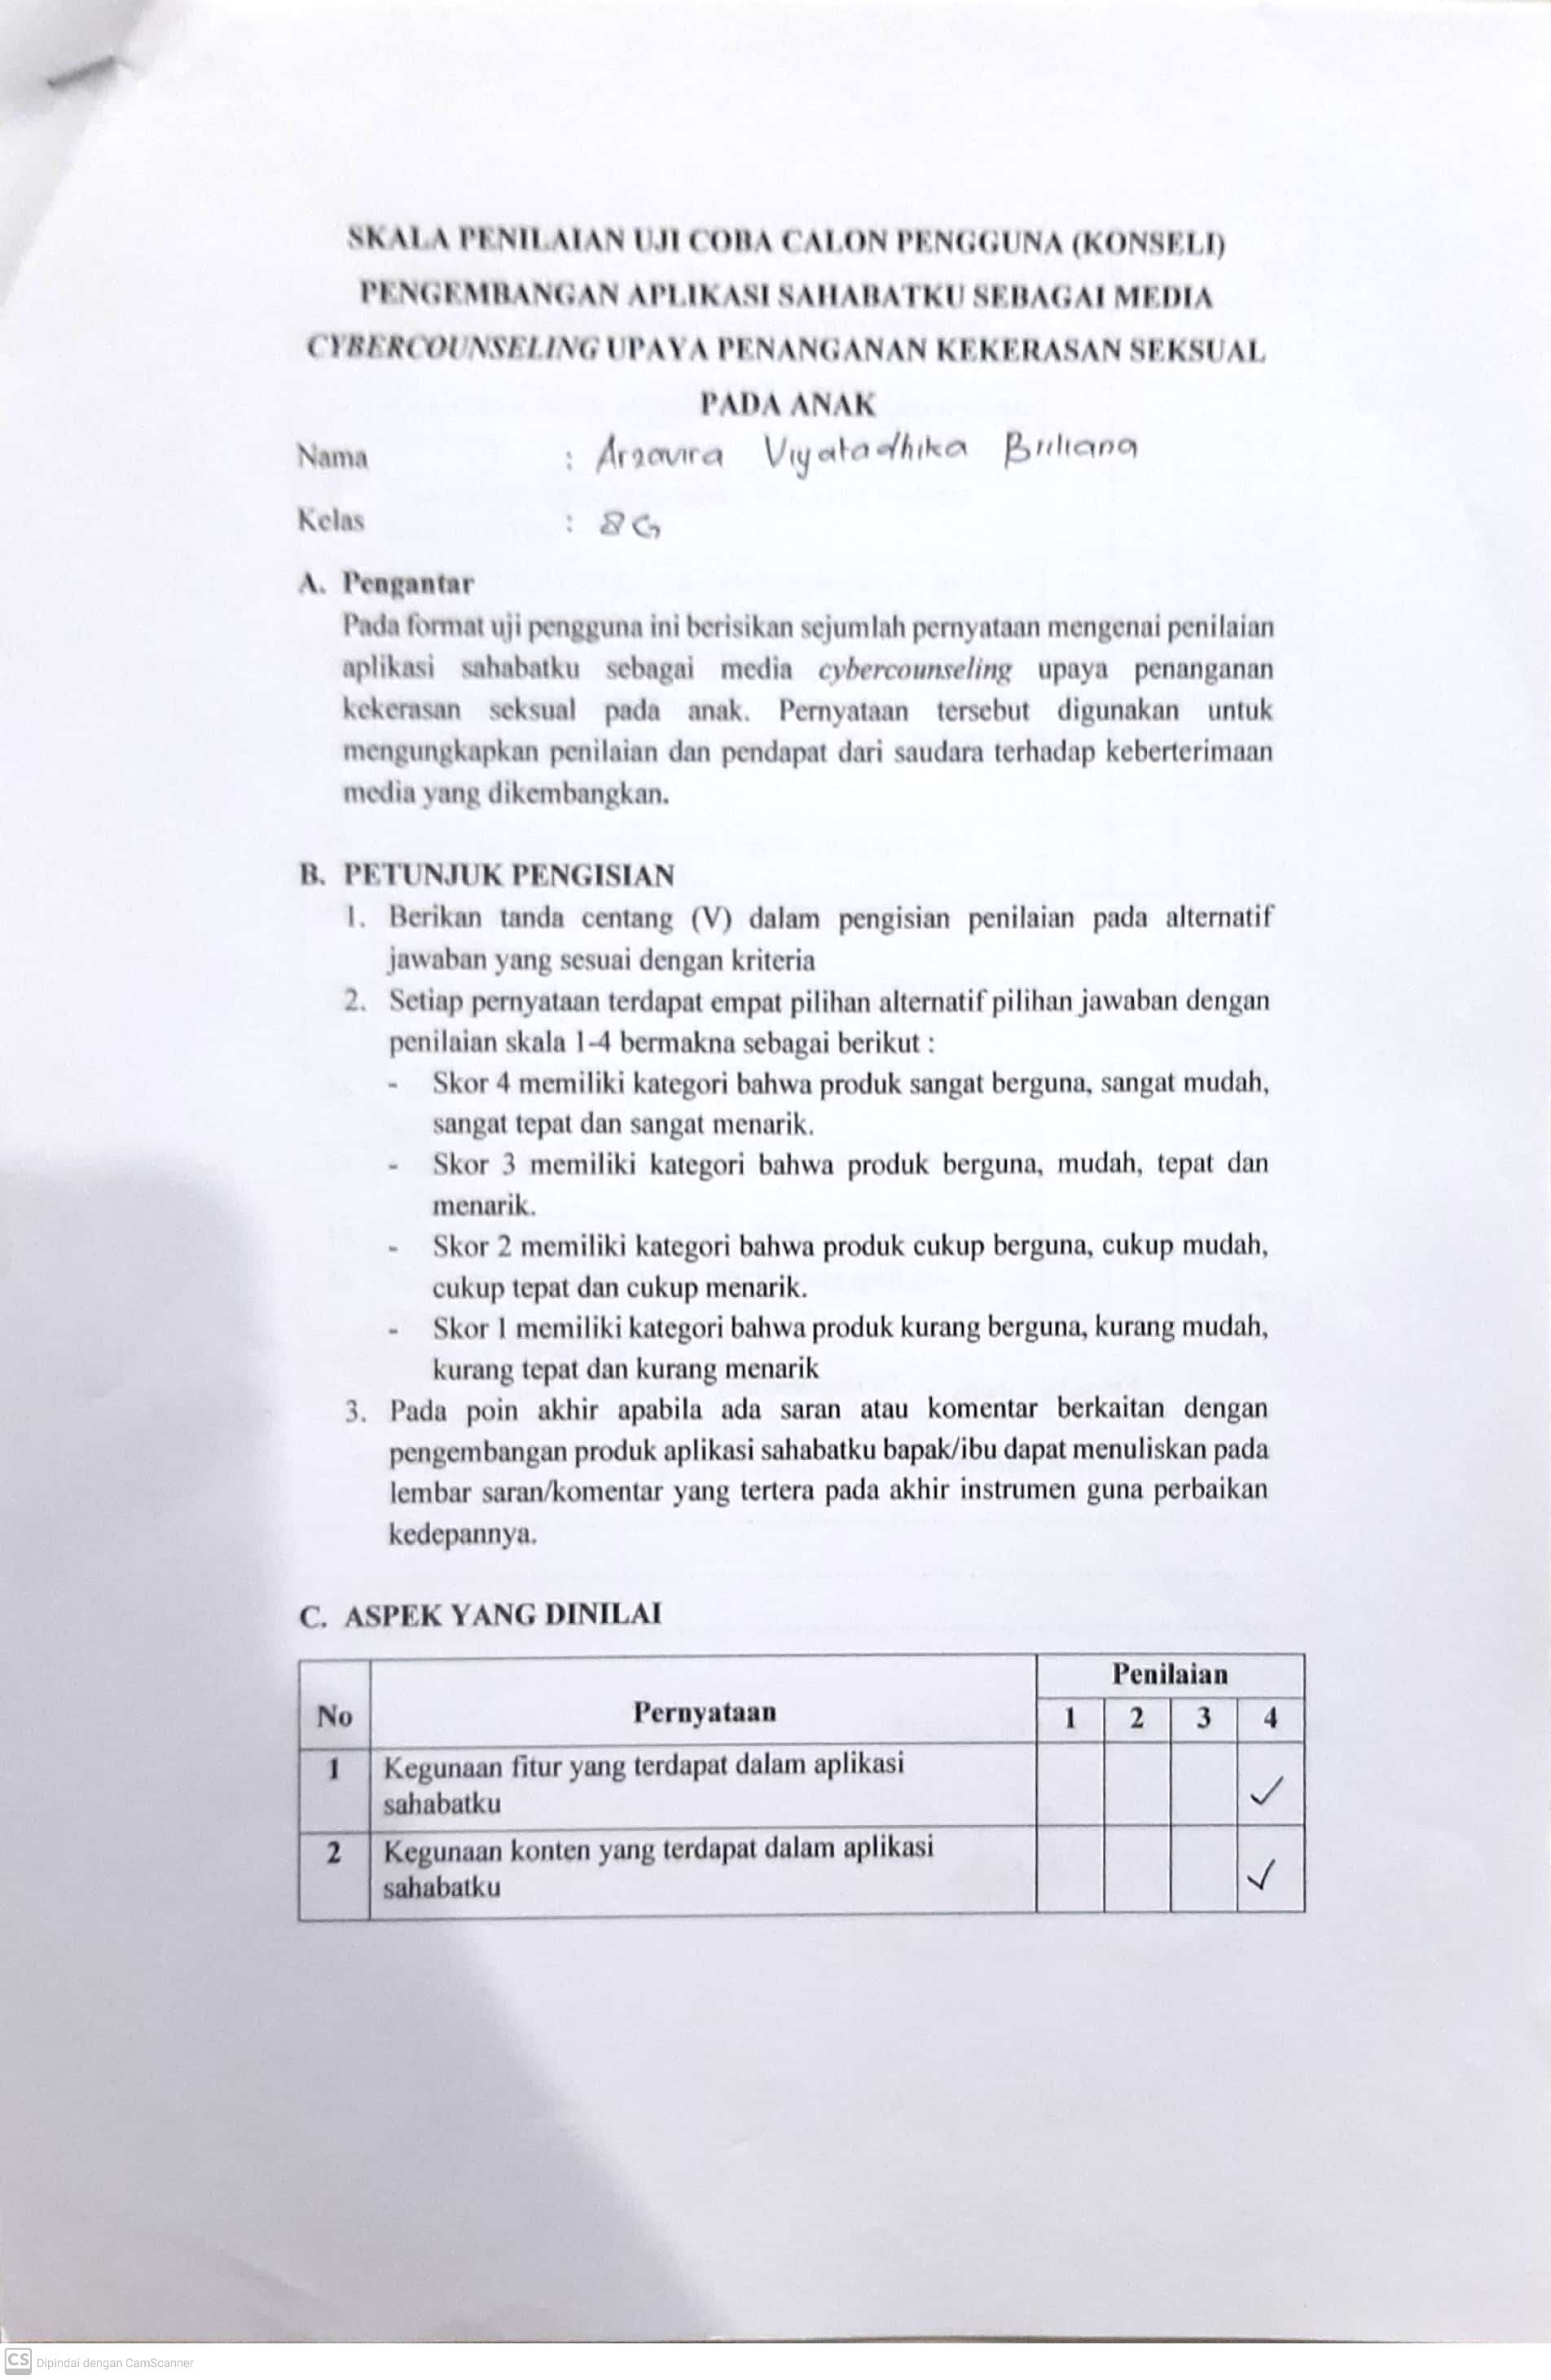 SKALA PENILAIAN UJI COBA CALON PENGGUNA (KONSELI)
PENGEMBANGAN APLIKASI SAHABATKU SEBAGAI MEDIA
CYBERCOUNSELING UPAYA PENANGANAN KEKERASAN SEKSUAL
PADA ANAK
Nama : Arzavira Viyatadhika Briliana
Kelas : 8G
A. Pengantar
Pada format uji pengguna ini berisikan sejumlah pernyataan mengenai penilaian
aplikasi sahabatku sebagai media cybercounseling upaya penanganan
kekerasan seksual pada anak. Pernyataan tersebut digunakan untuk
mengungkapkan penilaian dan pendapat dari saudara terhadap keberterimaan
media yang dikembangkan.
B. PETUNJUK PENGISIAN
1. Berikan tanda centang (V) dalam pengisian penilaian pada alternatif
jawaban yang sesuai dengan kriteria
2. Setiap pernyataan terdapat empat pilihan alternatif pilihan jawaban dengan
penilaian skala 1-4 bermakna sebagai berikut :
- Skor 4 memiliki kategori bahwa produk sangat berguna, sangat mudah,
sangat tepat dan sangat menarik.
- Skor 3 memiliki kategori bahwa produk berguna, mudah, tepat dan
menarik.
- Skor 2 memiliki kategori bahwa produk cukup berguna, cukup mudah,
cukup tepat dan cukup menarik.
- Skor 1 memiliki kategori bahwa produk kurang berguna, kurang mudah,
kurang tepat dan kurang menarik
3. Pada poin akhir apabila ada saran atau komentar berkaitan dengan
pengembangan produk aplikasi sahabatku bapak/ibu dapat menuliskan pada
lembar saran/komentar yang tertera pada akhir instrumen guna perbaikan
kedepannya.
C. ASPEK YANG DINILAI
Penilaian
No Pernyataan 1 2 3 4
1 Kegunaan fitur yang terdapat dalam aplikasi
sahabatku ✓
2 Kegunaan konten yang terdapat dalam aplikasi
sahabatku ✓
CS Dipindai dengan CamScanner